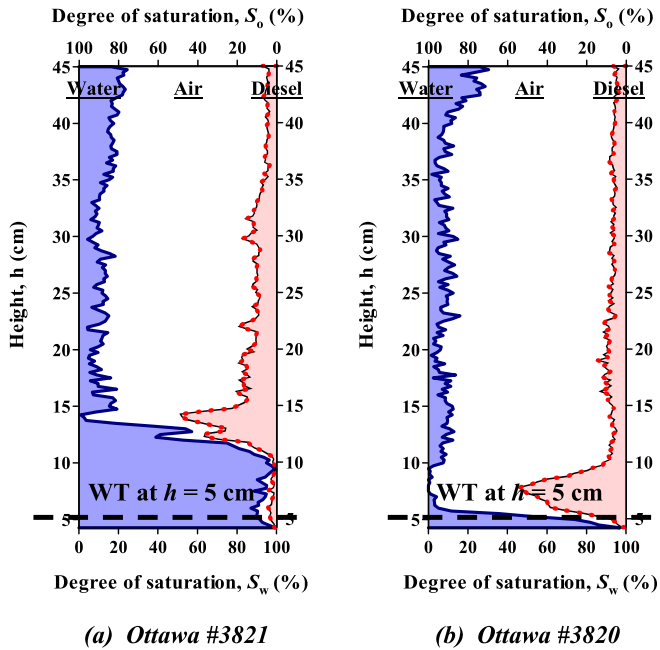 Degree of saturation, So (%)
100 80 60 40 20 0
45 45
Water Air Diesel
40 40
35 35
30 30
25 25
20 20
15 15
10 10
WT at h = 5 cm
5 5
0 20 40 60 80 100
Height, h (cm)
Degree of saturation, Sw (%)
(a) Ottawa #3821
Degree of saturation, So (%)
100 80 60 40 20 0
45 45
Water Air Diesel
40 40
35 35
30 30
25 25
20 20
15 15
10 10
WT at h = 5 cm
5 5
0 20 40 60 80 100
Height, h (cm)
Degree of saturation, Sw (%)
(b) Ottawa #3820